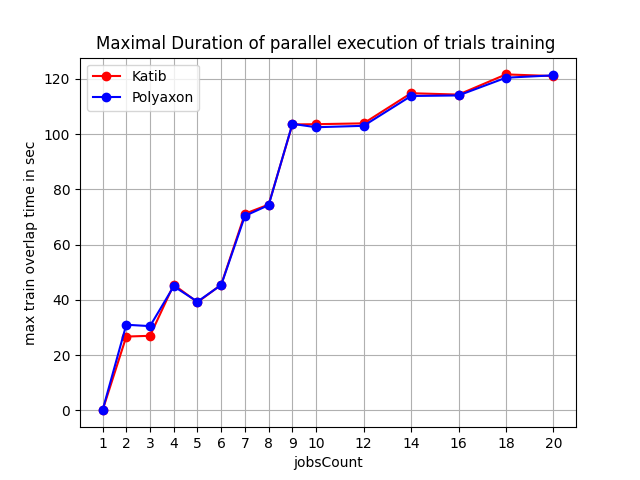 Maximal Duration of parallel execution of trials training
Katib
Polyaxon
max train overlap time in sec
120
100
80
60
40
20
0
1 2 3 4 5 6 7 8 9 10 12 14 16 18 20
jobsCount